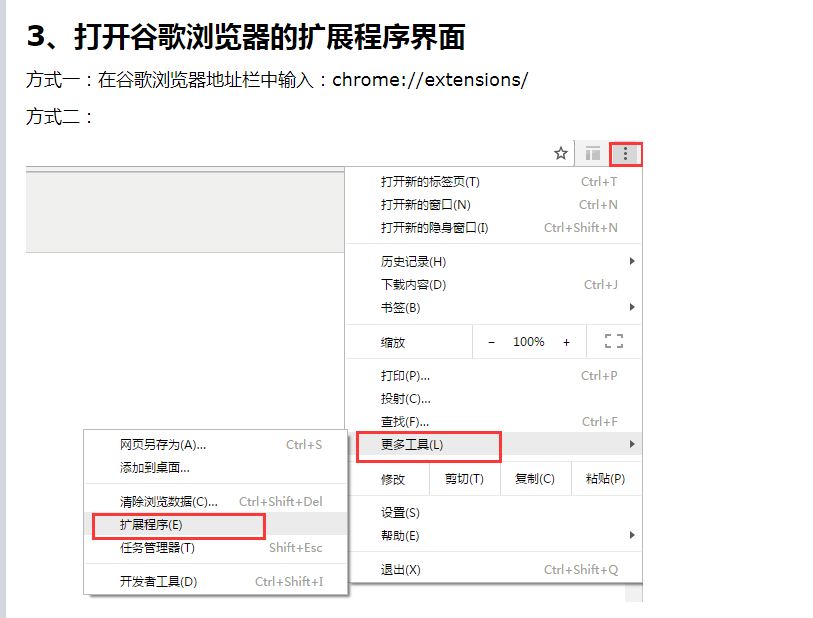 3、打开谷歌浏览器的扩展程序界面
方式一：在谷歌浏览器地址栏中输入：chrome://extensions/
方式二：
打开新的标签页(T) Ctrl+T
打开新的窗口(N) Ctrl+N
打开新的隐身窗口(I) Ctrl+Shift+N
历史记录(H)
下载内容(D) Ctrl+J
书签(B)
缩放 - 100% +
打印(P)... Ctrl+P
投射(C)...
查找(F)... Ctrl+F
更多工具(L)
修改 剪切(T) 复制(C) 粘贴(P)
设置(S)
帮助(E)
退出(X) Ctrl+Shift+Q
网页另存为(A)... Ctrl+S
添加到桌面...
清除浏览数据(C)... Ctrl+Shift+Del
扩展程序(E)
任务管理器(T) Shift+Esc
开发者工具(D) Ctrl+Shift+I